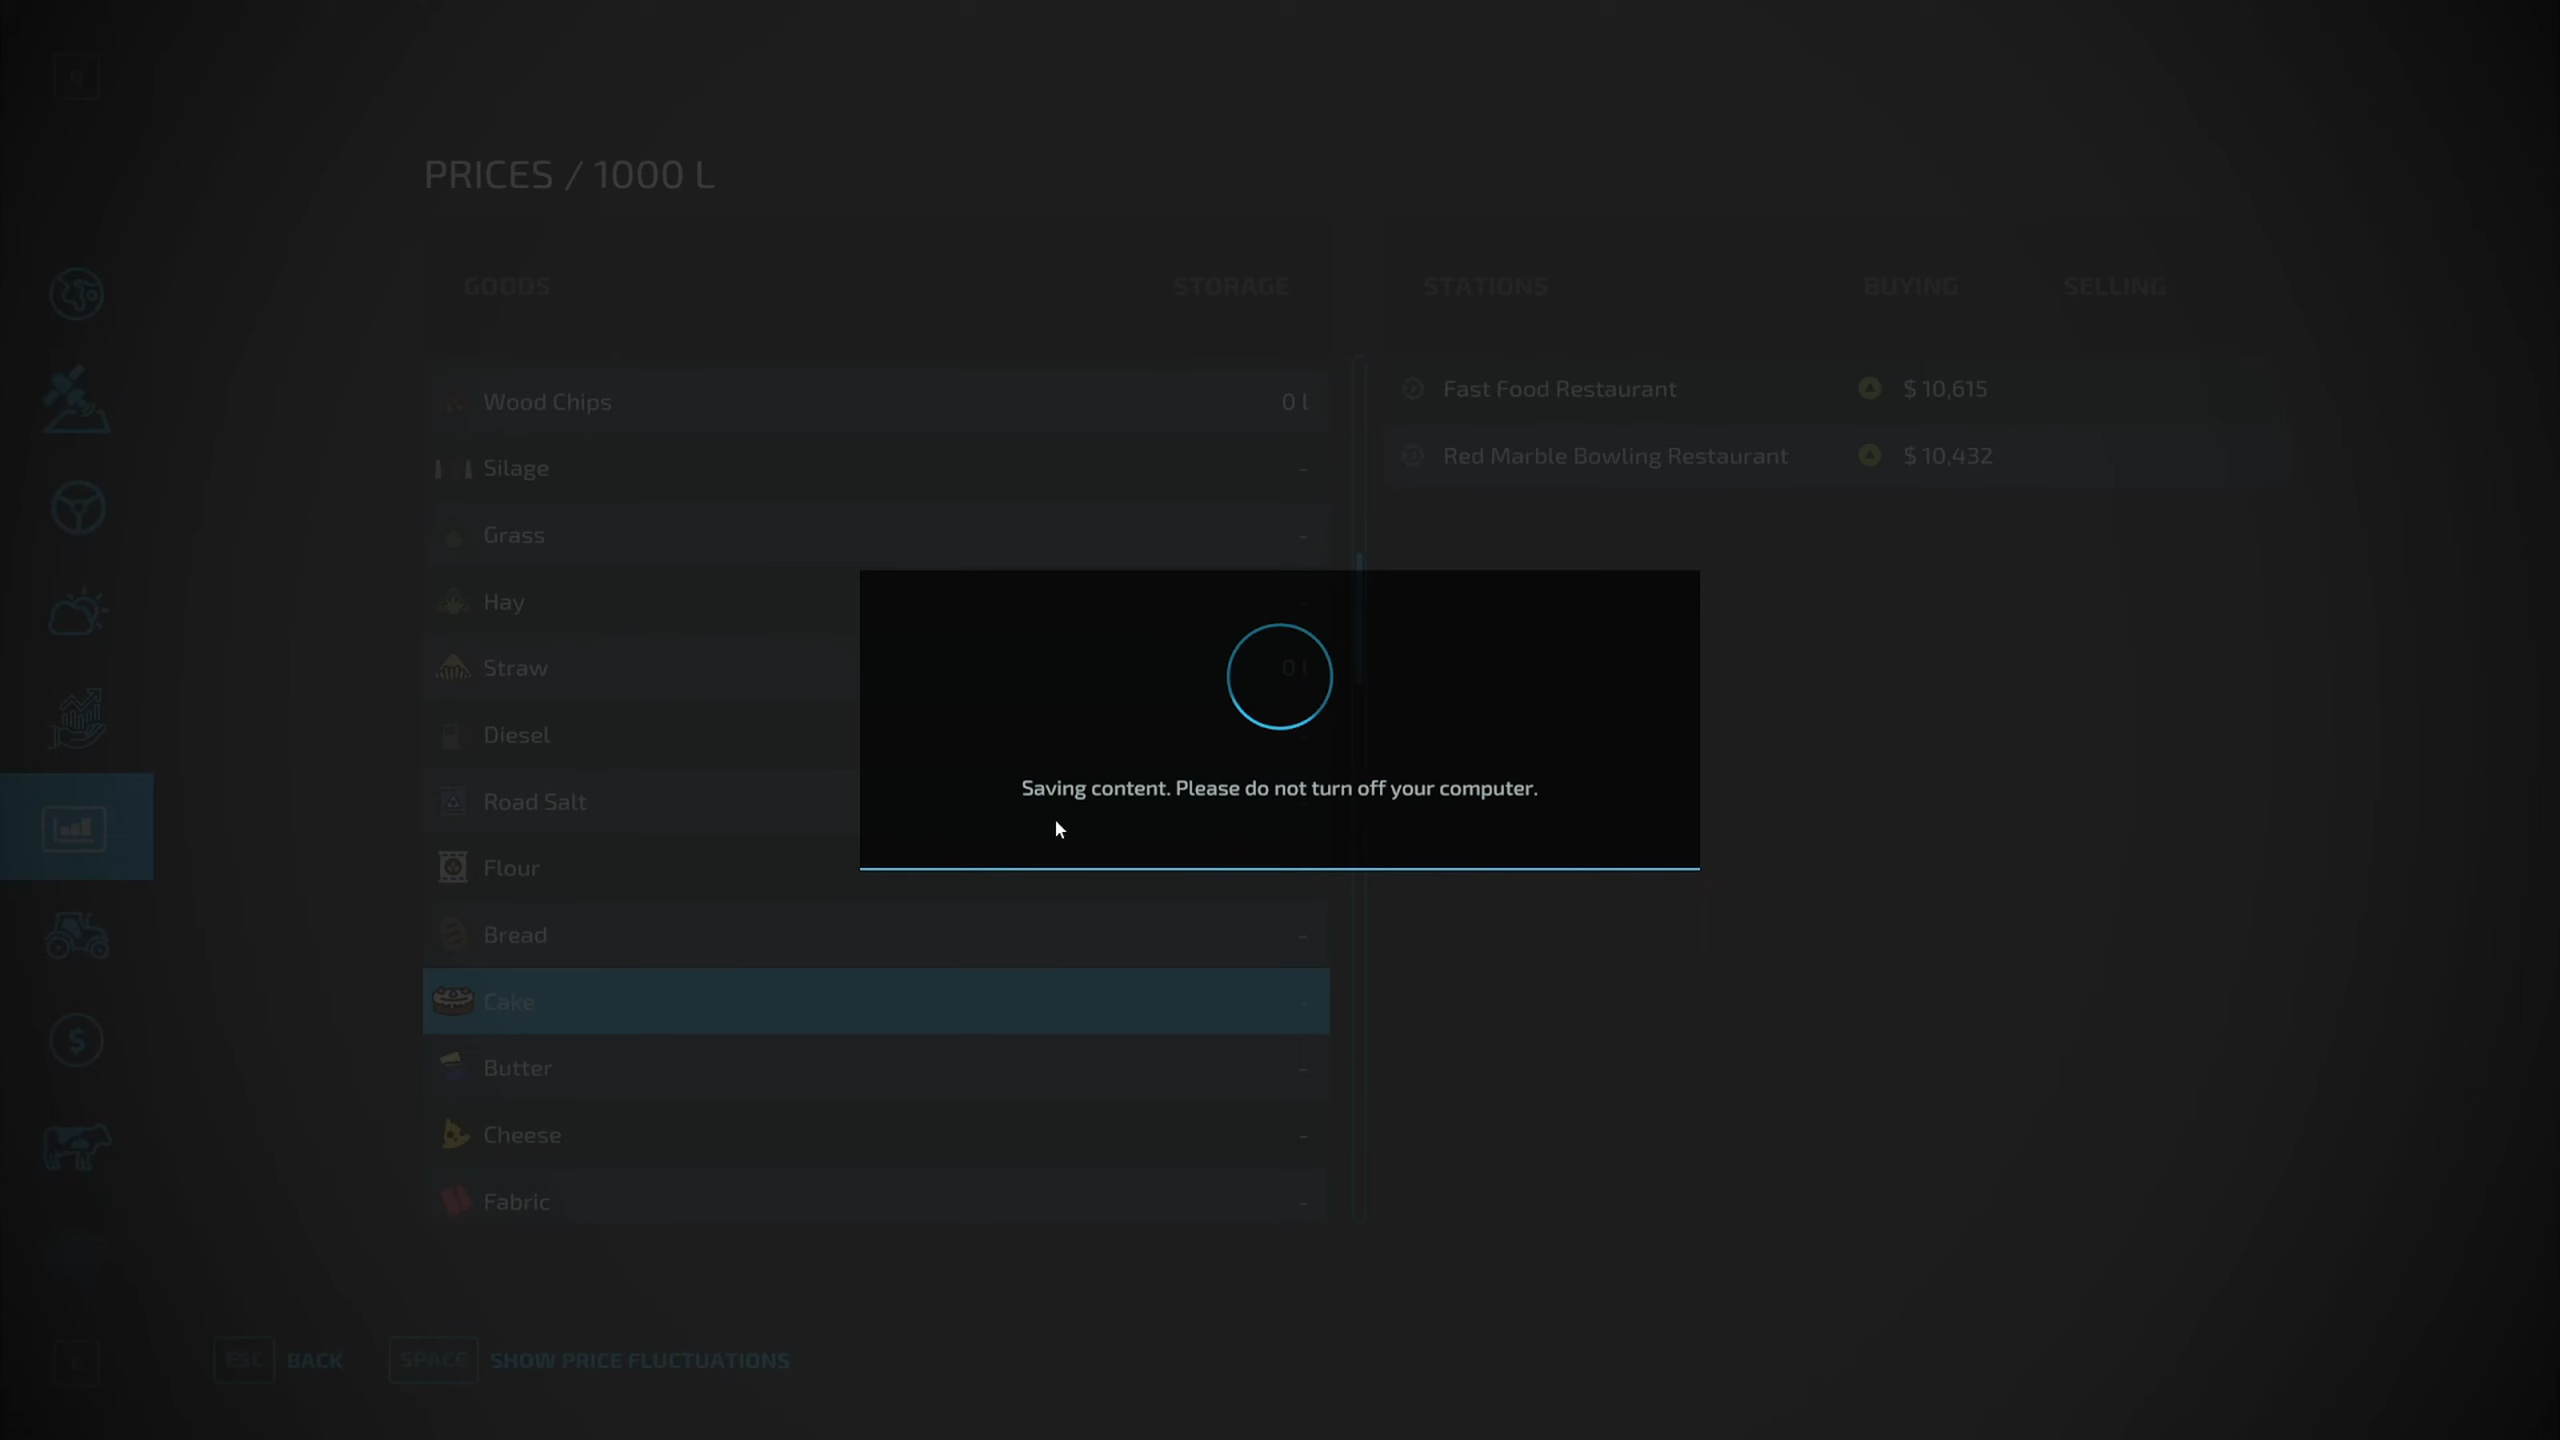 PRICES / 1000 L
GOODS STORAGE STATIONS BUYING SELLING
Wood Chips 0 l
Fast Food Restaurant $ 10,615
Silage -
Red Marble Bowling Restaurant $ 10,432
Grass -
Hay
Straw 0 l
Diesel
Road Salt
Flour
Saving content. Please do not turn off your computer.
Bread -
Cake -
Butter -
Cheese -
Fabric -
ESC BACK SPACE SHOW PRICE FLUCTUATIONS